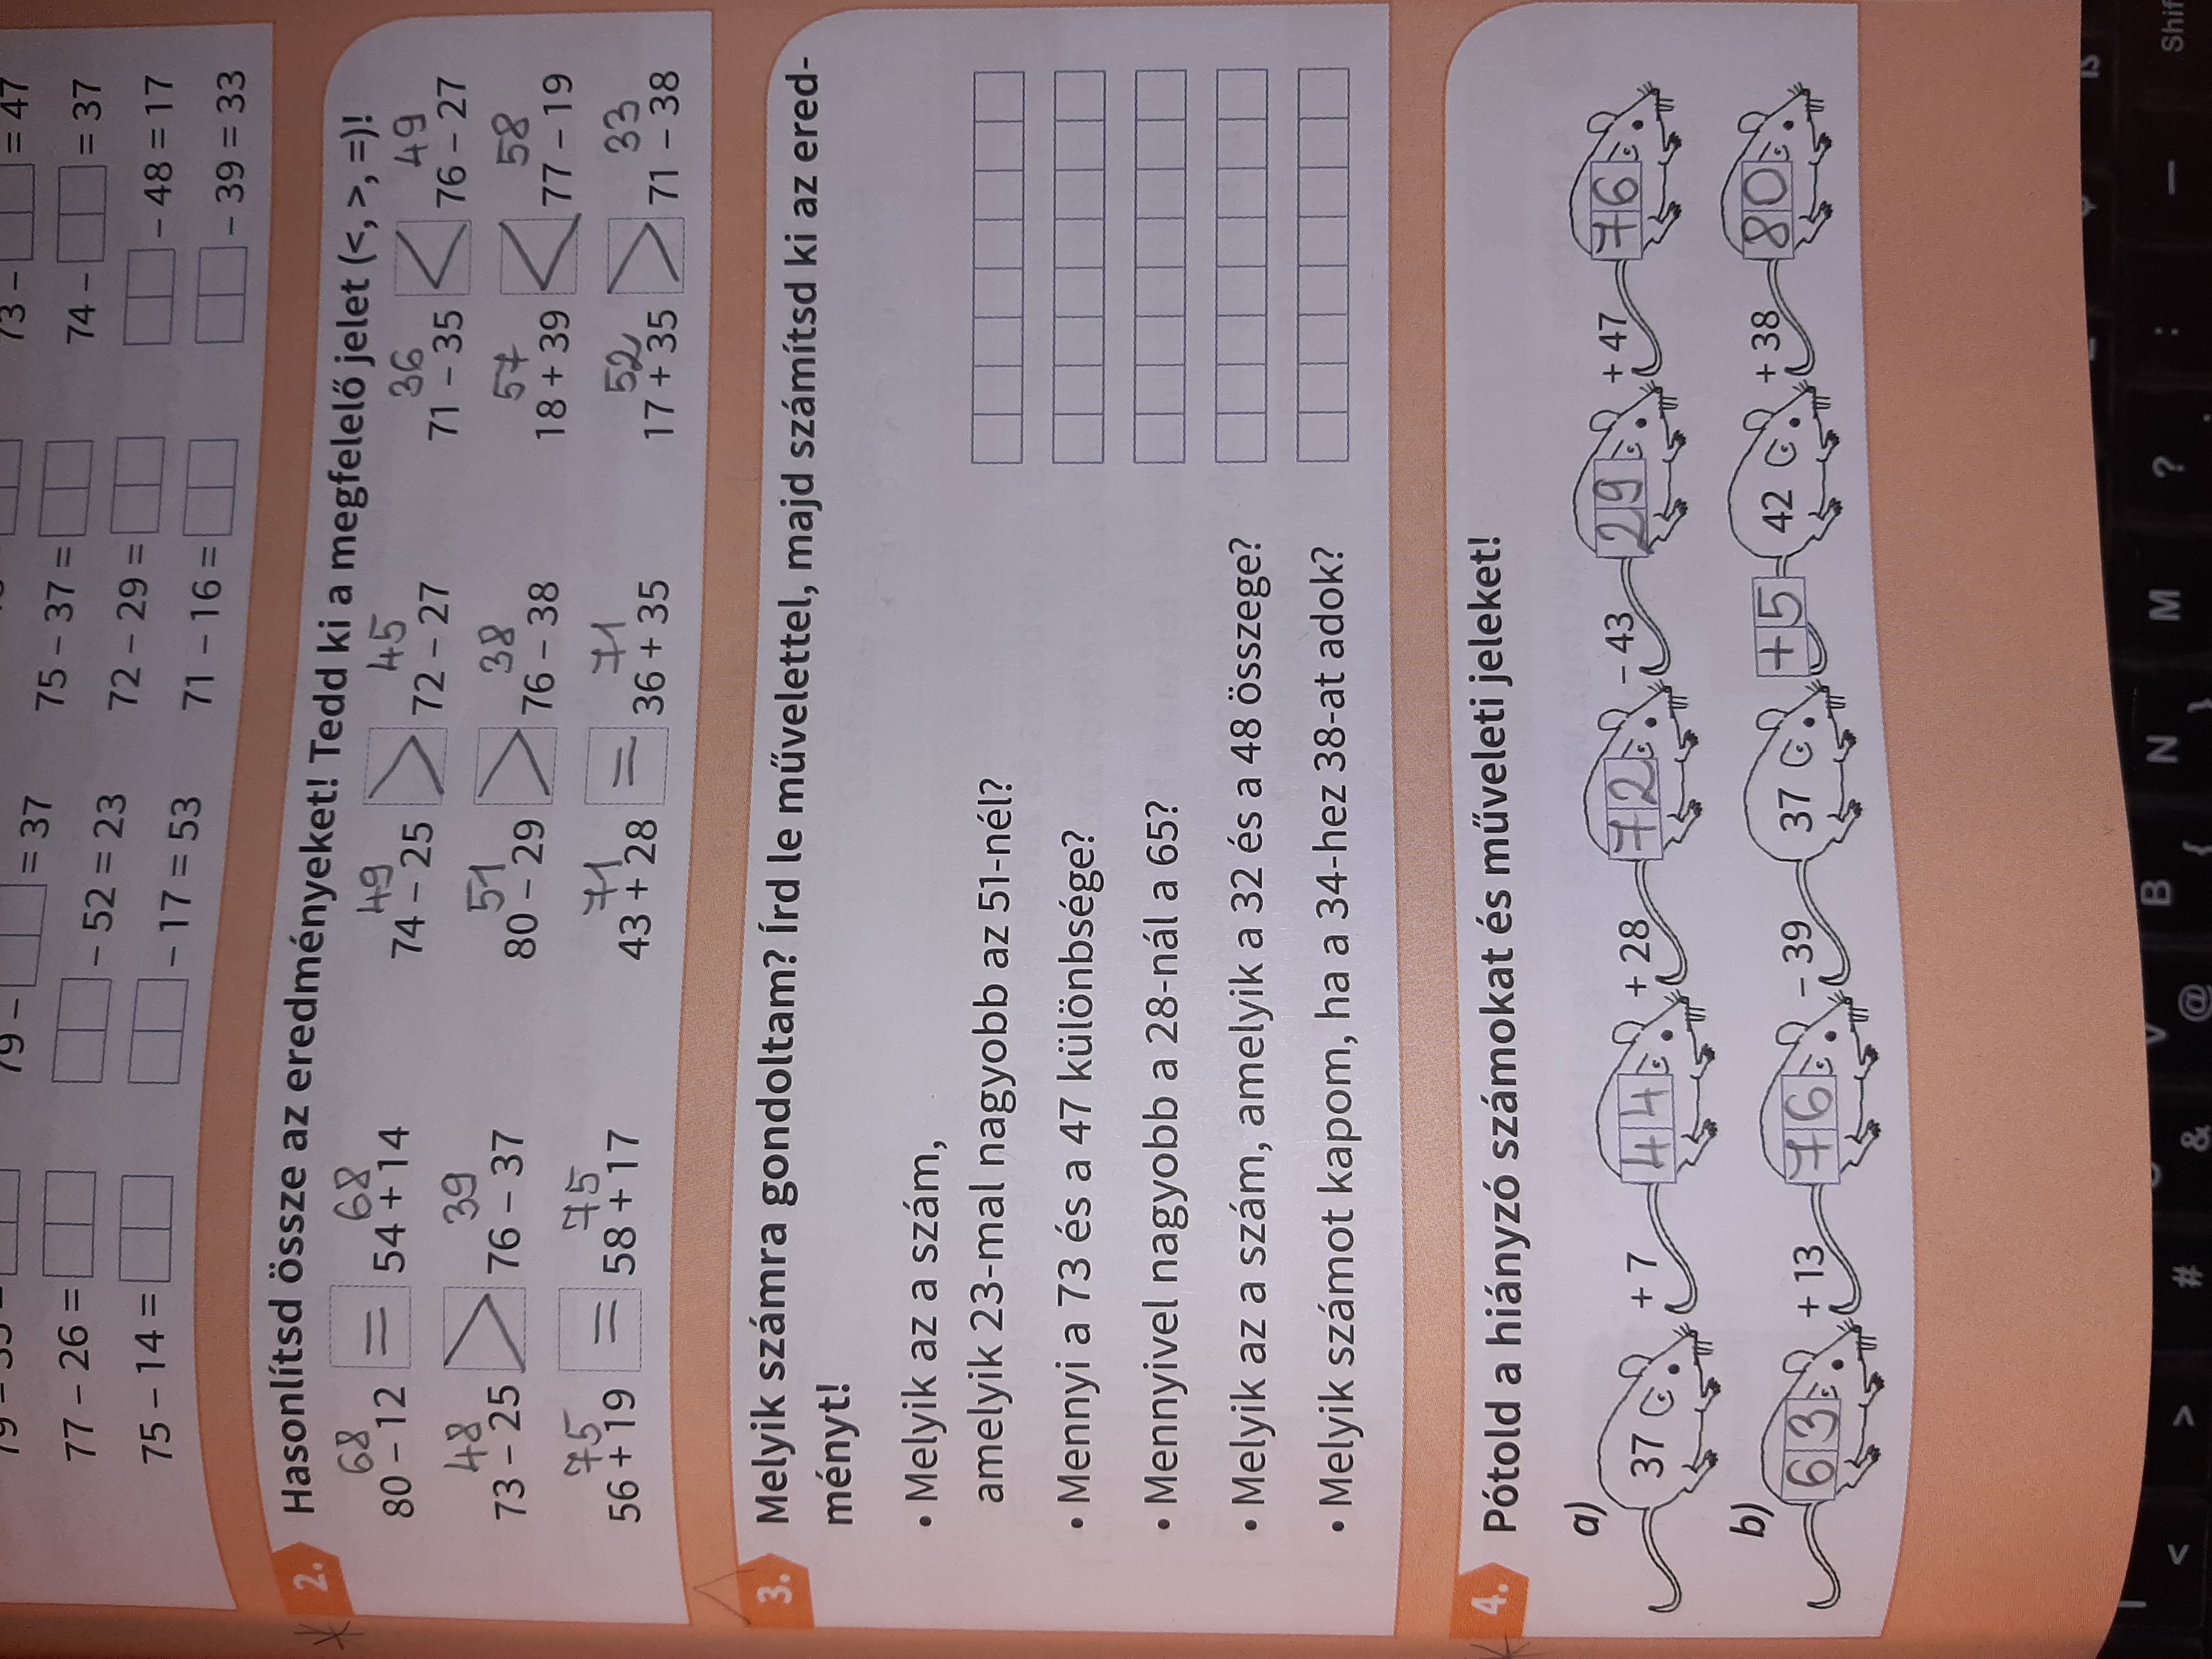 79 – = 37
73 – = 47
77 – 26 =
– 52 = 23
75 – 37 =
74 – = 37
75 – 14 =
– 17 = 53
72 – 29 =
– 48 = 17
71 – 16 =
– 39 = 33
2. Hasonlítsd össze az eredményeket! Tedd ki a megfelelő jelet (<, >, =)!
68 68 49 45 36 49
80 – 12 = 54 + 14 74 – 25 > 72 – 27 71 – 35 < 76 – 27
48 39 51 38 57 58
73 – 25 > 76 – 37 80 – 29 > 76 – 38 18 + 39 < 77 – 19
75 75 71 71 52 33
56 + 19 = 58 + 17 43 + 28 = 36 + 35 17 + 35 > 71 – 38
3. Melyik számra gondoltam? Írd le művelettel, majd számítsd ki az ered-
ményt!
• Melyik az a szám,
amelyik 23-mal nagyobb az 51-nél?
• Mennyi a 73 és a 47 különbsége?
• Mennyivel nagyobb a 28-nál a 65?
• Melyik az a szám, amelyik a 32 és a 48 összege?
• Melyik számot kapom, ha a 34-hez 38-at adok?
4. Pótold a hiányzó számokat és műveleti jeleket!
a)
37 + 7 44 + 28 72 – 43 29 + 47 76
b)
63 + 13 76 – 39 37 +5 42 + 38 80
B N M ? : —
< > # & @ { } Shif